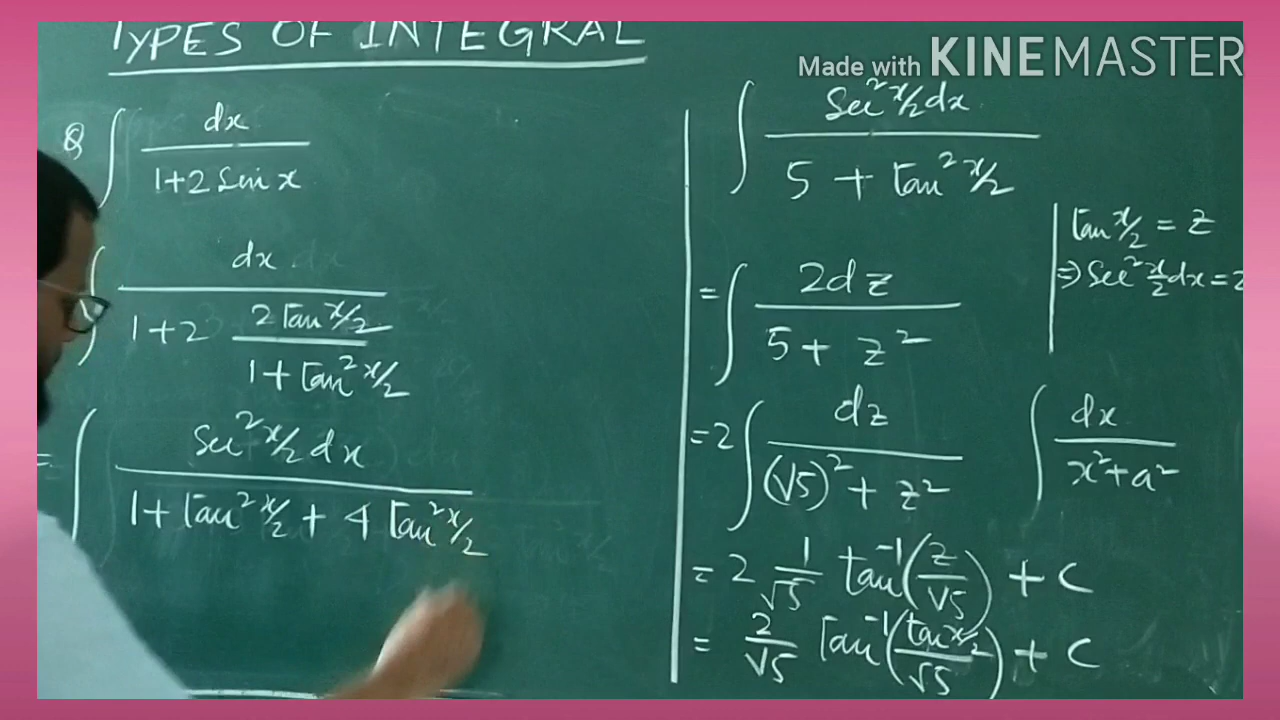 TYPES OF INTEGRAL
Made with KINEMASTER
Q ∫ dx / (1+2 Sin x)
∫ dx / (1+2 (2 tan x/2 / (1+tan² x/2)))
= ∫ Sec² x/2 dx / (1+tan² x/2 + 4 tan² x/2)
∫ Sec² x/2 dx / (5 + tan² x/2)
tan x/2 = z
⇒ Sec² x/2 dx = 2
= ∫ 2dz / (5 + z²)
= 2 ∫ dz / ((√5)² + z²)
∫ dx / (x² + a²)
= 2 1/√5 tan⁻¹(z/√5) + C
= 2/√5 tan⁻¹(tan x/2 / √5) + C